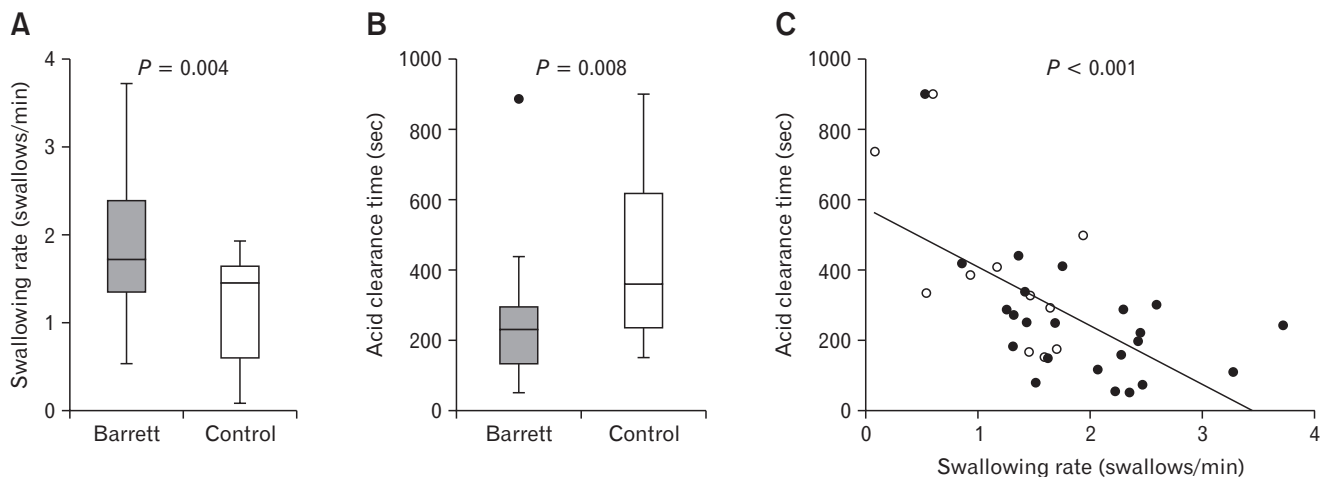 A
P = 0.004
Swallowing rate (swallows/min)
4
3
2
1
0
Barrett
Control
B
P = 0.008
Acid clearance time (sec)
1000
800
600
400
200
0
Barrett
Control
C
P < 0.001
Acid clearance time (sec)
1000
800
600
400
200
0
0
1
2
3
4
Swallowing rate (swallows/min)